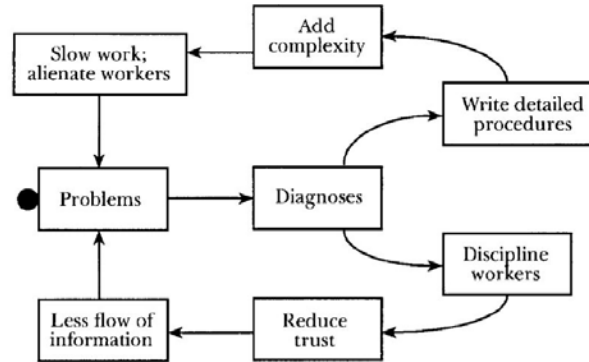 Add
complexity
Slow work;
alienate workers
Write detailed
procedures
Problems
Diagnoses
Discipline
workers
Less flow of
information
Reduce
trust